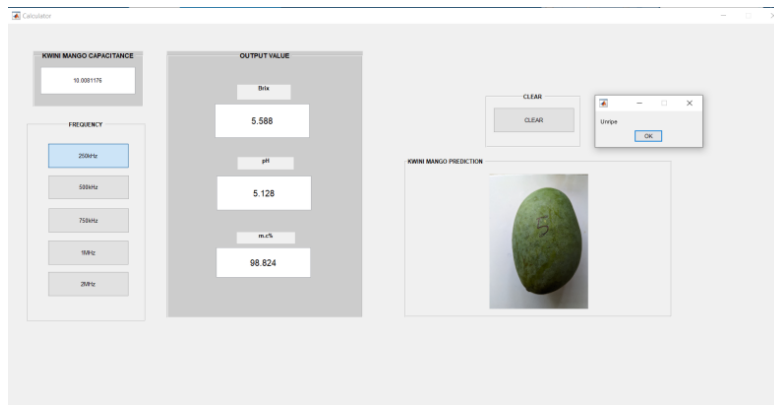 Calculator
KWINI MANGO CAPACITANCE
10.0081176
FREQUENCY
250kHz
500kHz
750kHz
1MHz
2MHz
OUTPUT VALUE
Brix
5.588
pH
5.128
m.c%
98.824
CLEAR
CLEAR
Unripe
OK
KWINI MANGO PREDICTION
5